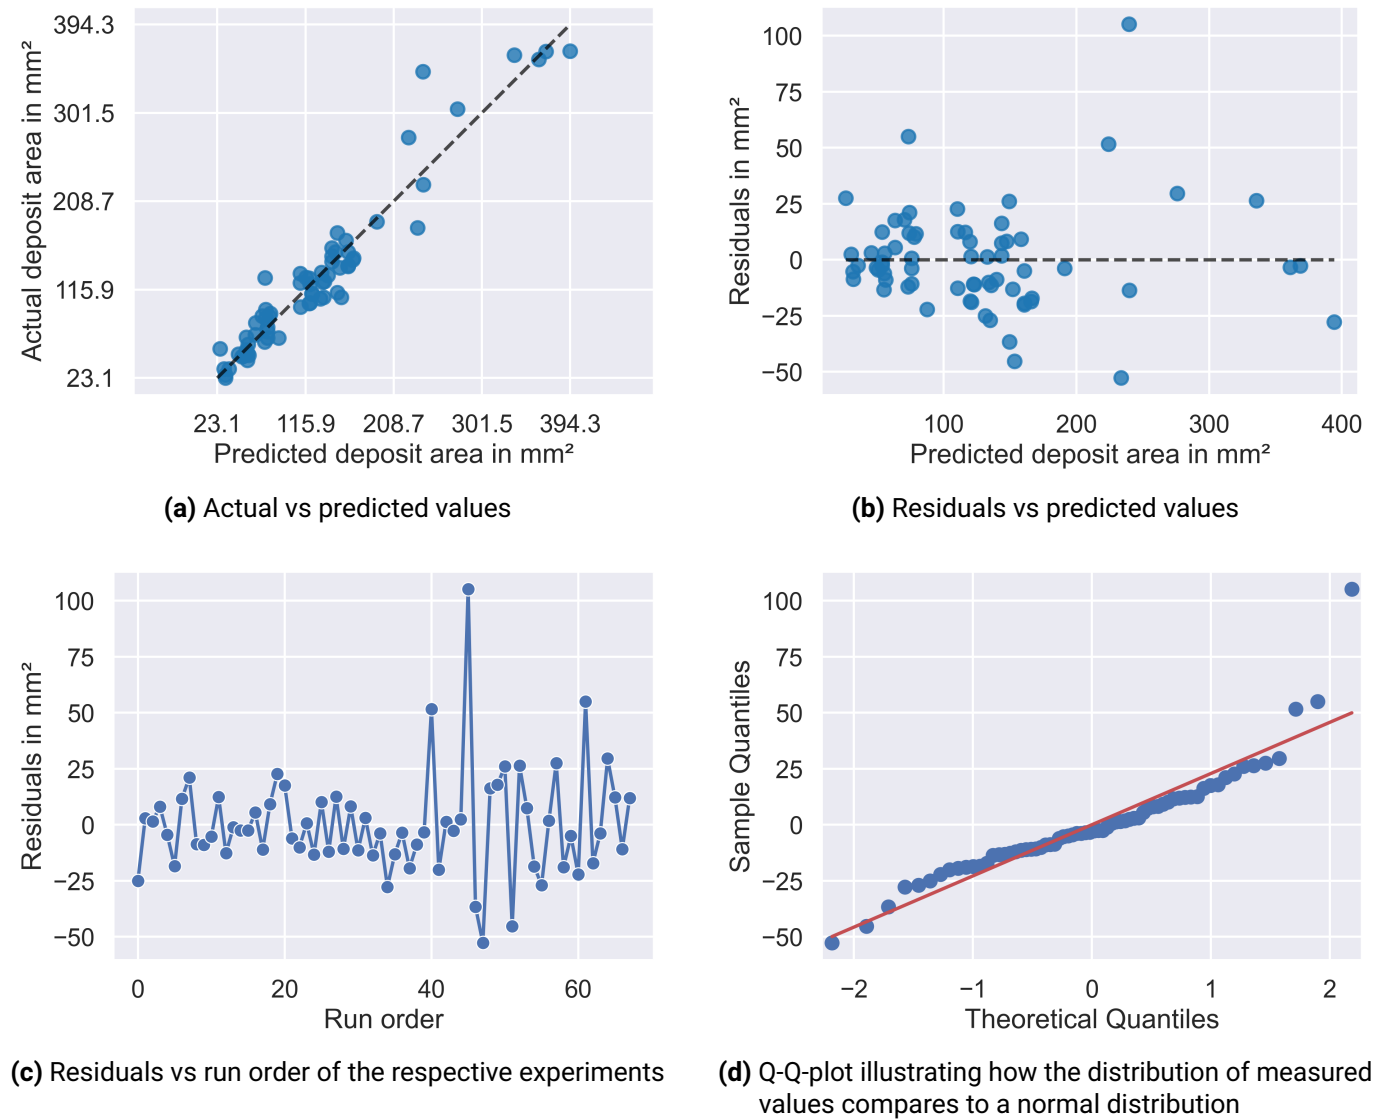 394.3
301.5
208.7
115.9
23.1
Actual deposit area in mm²
23.1 115.9 208.7 301.5 394.3
Predicted deposit area in mm²
(a) Actual vs predicted values
100
75
50
25
0
−25
−50
Residuals in mm²
100 200 300 400
Predicted deposit area in mm²
(b) Residuals vs predicted values
100
75
50
25
0
−25
−50
Residuals in mm²
0 20 40 60
Run order
(c) Residuals vs run order of the respective experiments
100
75
50
25
0
−25
−50
Sample Quantiles
−2 −1 0 1 2
Theoretical Quantiles
(d) Q-Q-plot illustrating how the distribution of measured
values compares to a normal distribution